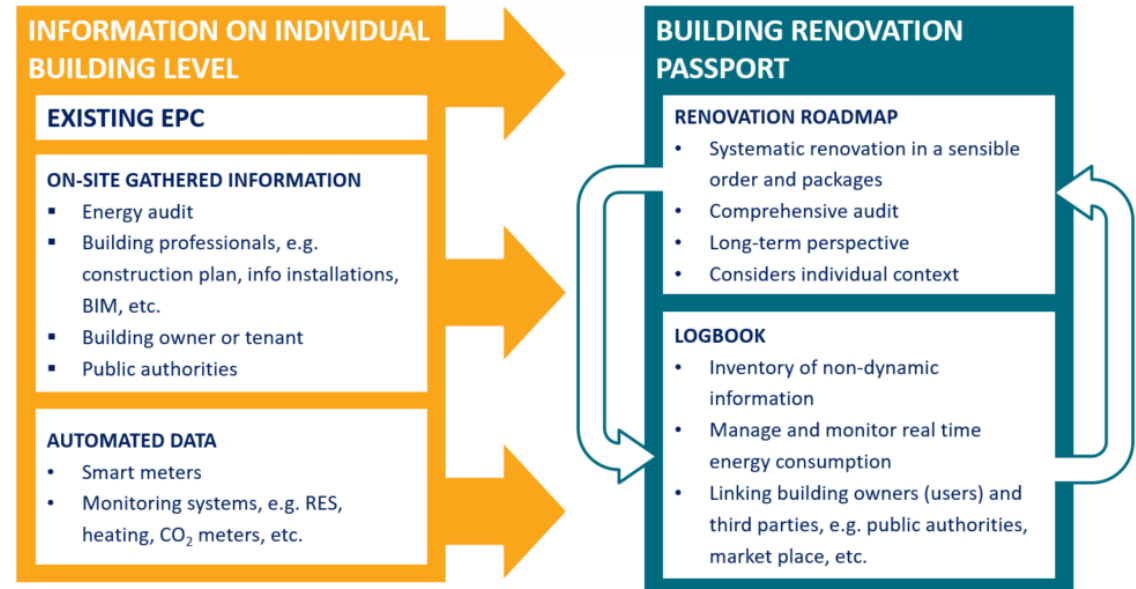 INFORMATION ON INDIVIDUAL
BUILDING LEVEL
EXISTING EPC
ON-SITE GATHERED INFORMATION
▪ Energy audit
▪ Building professionals, e.g.
construction plan, info installations,
BIM, etc.
▪ Building owner or tenant
▪ Public authorities
AUTOMATED DATA
• Smart meters
• Monitoring systems, e.g. RES,
heating, CO₂ meters, etc.
BUILDING RENOVATION
PASSPORT
RENOVATION ROADMAP
• Systematic renovation in a sensible
order and packages
• Comprehensive audit
• Long-term perspective
• Considers individual context
LOGBOOK
• Inventory of non-dynamic
information
• Manage and monitor real time
energy consumption
• Linking building owners (users) and
third parties, e.g. public authorities,
market place, etc.